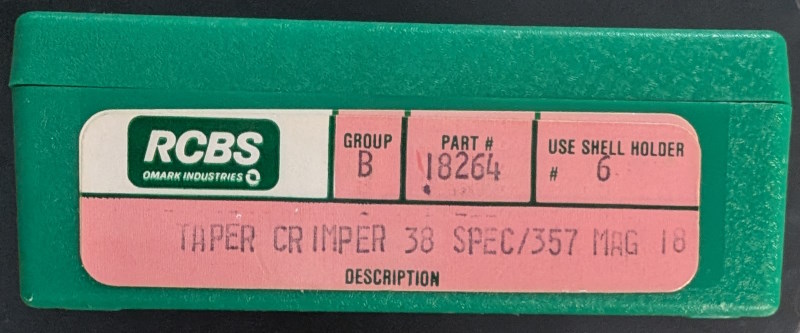 RCBS
OMARK INDUSTRIES
GROUP
B
PART #
18264
USE SHELL HOLDER
# 6
TAPER CRIMPER 38 SPEC/357 MAG 18
DESCRIPTION